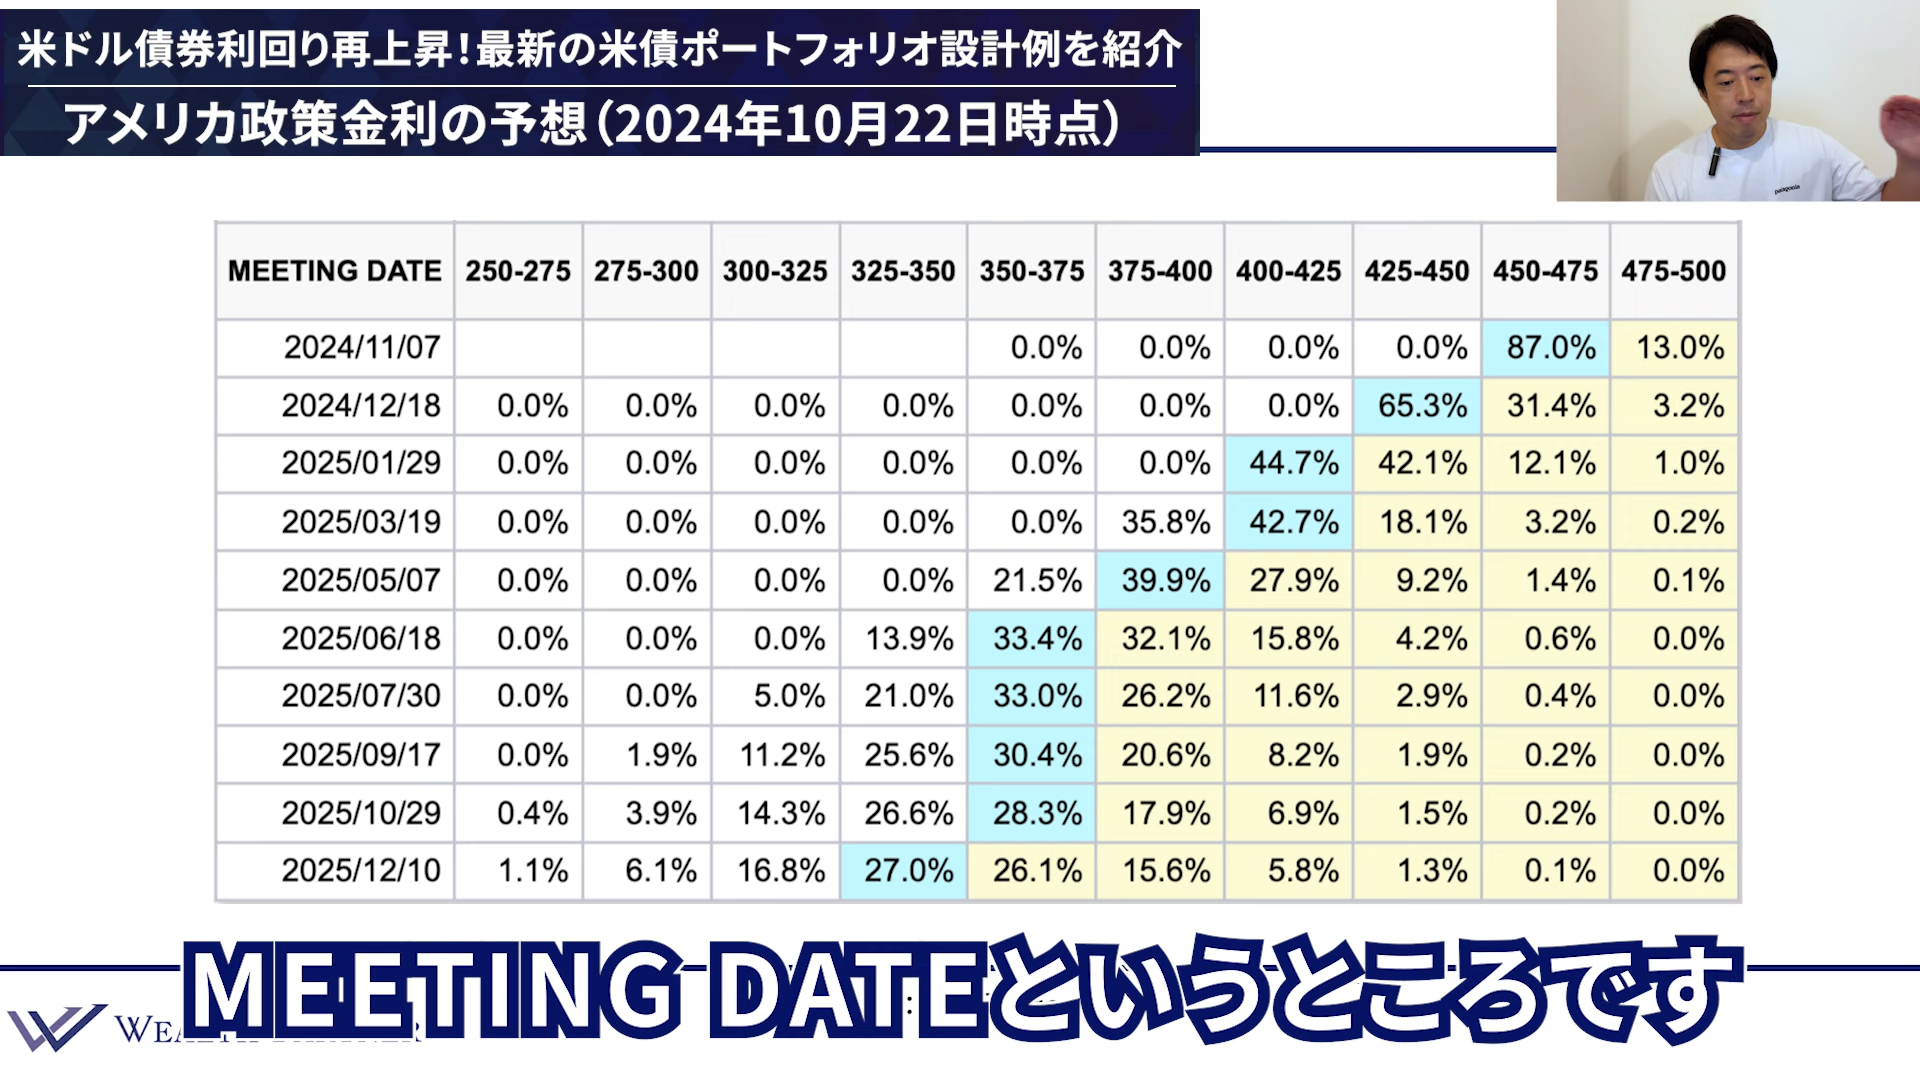 米ドル債券利回り再上昇！最新の米債ポートフォリオ設計例を紹介
アメリカ政策金利の予想（2024年10月22日時点）
patagonia
MEETING DATE 250-275 275-300 300-325 325-350 350-375 375-400 400-425 425-450 450-475 475-500
2024/11/07 0.0% 0.0% 0.0% 0.0% 87.0% 13.0%
2024/12/18 0.0% 0.0% 0.0% 0.0% 0.0% 0.0% 0.0% 65.3% 31.4% 3.2%
2025/01/29 0.0% 0.0% 0.0% 0.0% 0.0% 0.0% 44.7% 42.1% 12.1% 1.0%
2025/03/19 0.0% 0.0% 0.0% 0.0% 0.0% 35.8% 42.7% 18.1% 3.2% 0.2%
2025/05/07 0.0% 0.0% 0.0% 0.0% 21.5% 39.9% 27.9% 9.2% 1.4% 0.1%
2025/06/18 0.0% 0.0% 0.0% 13.9% 33.4% 32.1% 15.8% 4.2% 0.6% 0.0%
2025/07/30 0.0% 0.0% 5.0% 21.0% 33.0% 26.2% 11.6% 2.9% 0.4% 0.0%
2025/09/17 0.0% 1.9% 11.2% 25.6% 30.4% 20.6% 8.2% 1.9% 0.2% 0.0%
2025/10/29 0.4% 3.9% 14.3% 26.6% 28.3% 17.9% 6.9% 1.5% 0.2% 0.0%
2025/12/10 1.1% 6.1% 16.8% 27.0% 26.1% 15.6% 5.8% 1.3% 0.1% 0.0%
MEETING DATEというところです